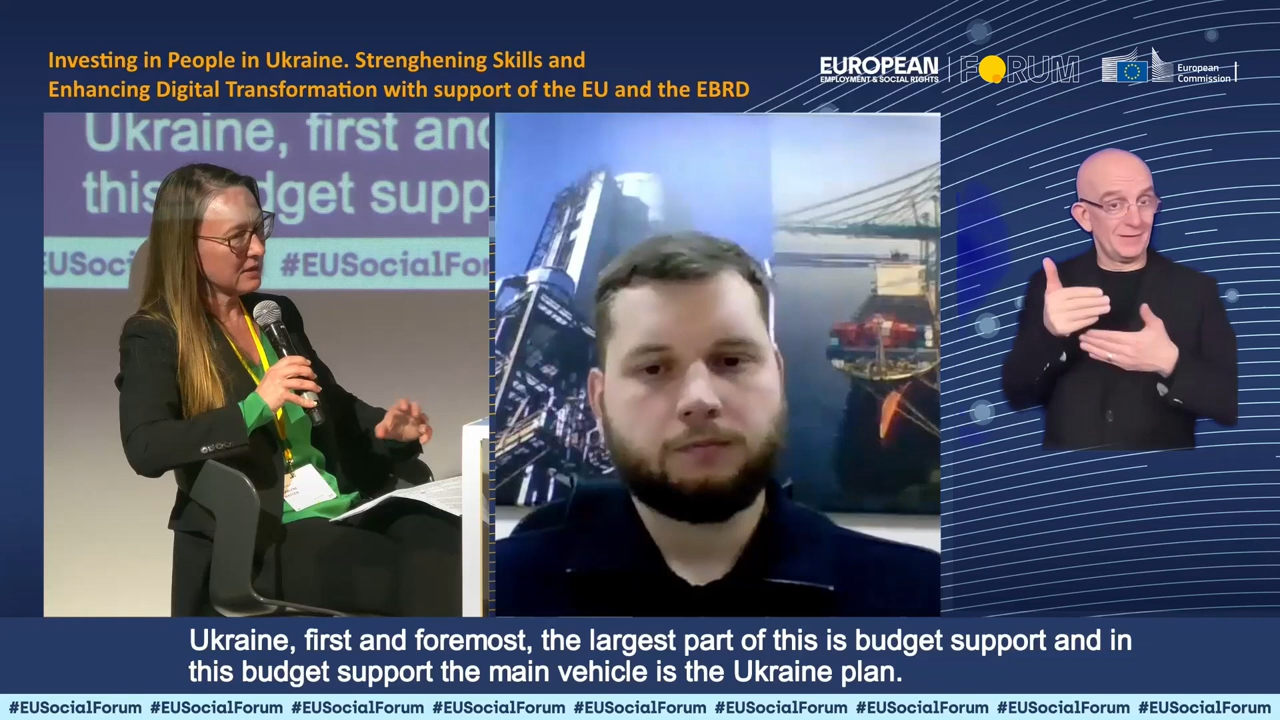 Investing in People in Ukraine. Strenghening Skills and
Enhancing Digital Transformation with support of the EU and the EBRD
EUROPEAN
EMPLOYMENT & SOCIAL RIGHTS
FORUM
European
Commission
Ukraine, first and
this budget supp
EUSoci
#EUSocialFor
Ukraine, first and foremost, the largest part of this is budget support and in
this budget support the main vehicle is the Ukraine plan.
#EUSocialForum #EUSocialForum #EUSocialForum #EUSocialForum #EUSocialForum #EUSocialForum #EUSocialForum #EUSocialForum #EUSocialForum